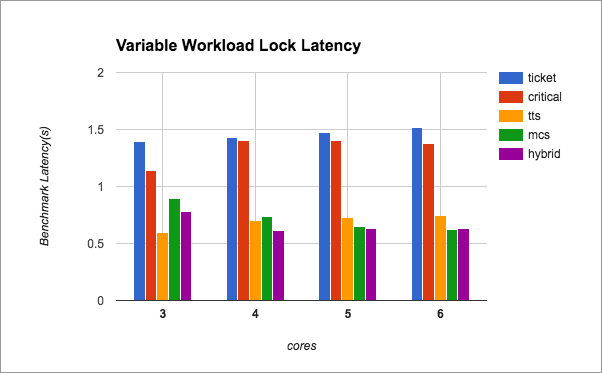 Variable Workload Lock Latency
Benchmark Latency(s)
2
1.5
1
0.5
0
3
4
5
6
cores
ticket
critical
tts
mcs
hybrid